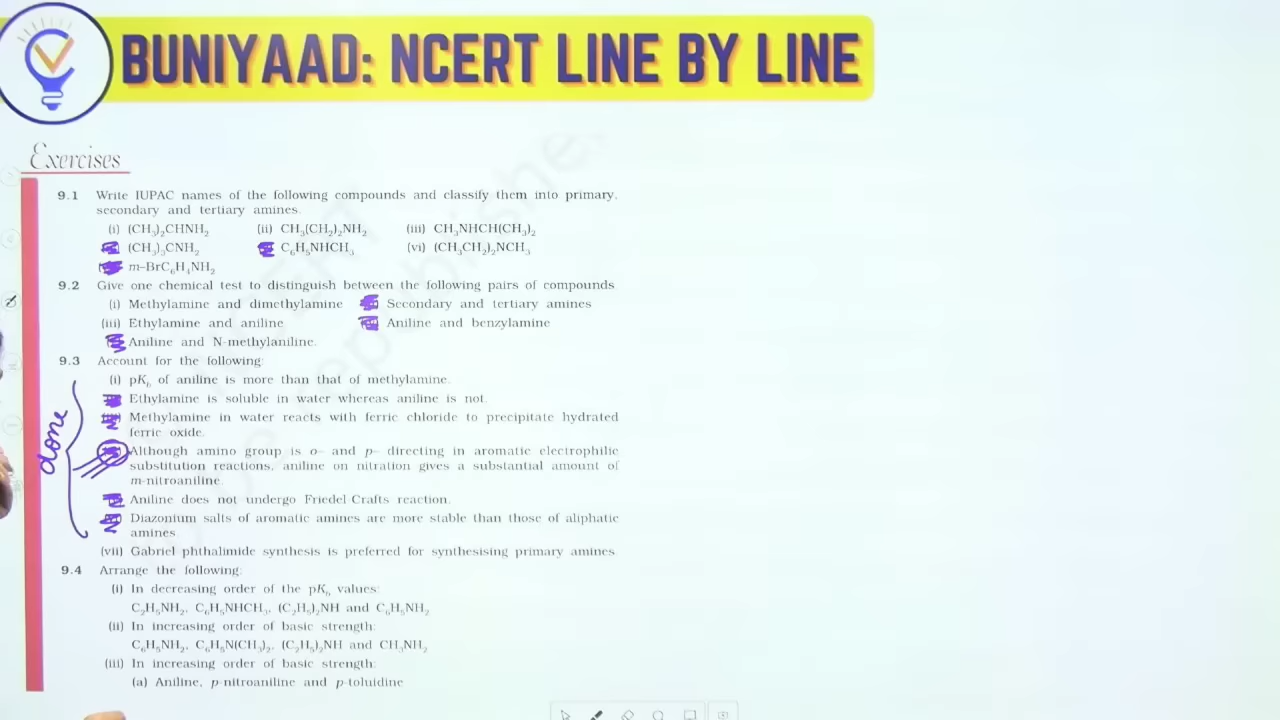 BUNIYAAD: NCERT LINE BY LINE
Exercises
9.1 Write IUPAC names of the following compounds and classify them into primary, secondary and tertiary amines.
(i) (CH₃)₂CHNH₂ (ii) CH₃(CH₂)₂NH₂ (iii) CH₃NHCH(CH₃)₂
(CH₃)₃CNH₂ C₆H₅NHCH₃ (vi) (CH₃CH₂)₂NCH₃
m–BrC₆H₄NH₂
9.2 Give one chemical test to distinguish between the following pairs of compounds.
(i) Methylamine and dimethylamine Secondary and tertiary amines
(iii) Ethylamine and aniline Aniline and benzylamine
Aniline and N-methylaniline.
9.3 Account for the following:
(i) pKb of aniline is more than that of methylamine.
Ethylamine is soluble in water whereas aniline is not.
Methylamine in water reacts with ferric chloride to precipitate hydrated
ferric oxide.
done
Although amino group is o– and p– directing in aromatic electrophilic
substitution reactions, aniline on nitration gives a substantial amount of
m-nitroaniline.
Aniline does not undergo Friedel-Crafts reaction.
Diazonium salts of aromatic amines are more stable than those of aliphatic
amines.
(vii) Gabriel phthalimide synthesis is preferred for synthesising primary amines.
9.4 Arrange the following:
(i) In decreasing order of the pKb values:
C₂H₅NH₂, C₆H₅NHCH₃, (C₂H₅)₂NH and C₆H₅NH₂
(ii) In increasing order of basic strength:
C₆H₅NH₂, C₆H₅N(CH₃)₂, (C₂H₅)₂NH and CH₃NH₂
(iii) In increasing order of basic strength:
(a) Aniline, p-nitroaniline and p-toluidine